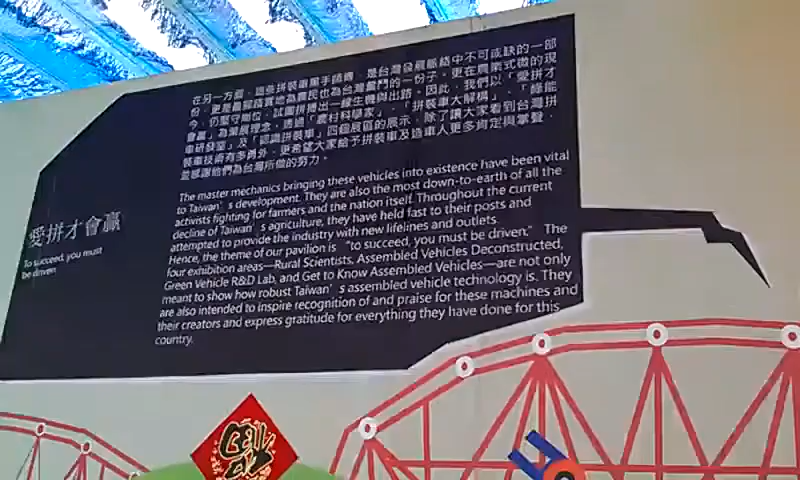 在另一方面，這些拼裝車黑手師傅，是台灣發展脈絡中不可或缺的一部
份，更是最腳踏實地為農民也為台灣奮鬥的一份子。更在農業式微的現
今，仍堅守崗位，試圖拼搏出一線生機與出路。因此，我們以「愛拼才
會贏」為策展理念，透過「農村科學家」、「拼裝車大解構」、「綠能
車研發室」及「認識拼裝車」四個展區的展示，除了讓大家看到台灣拼
裝車技術有多勇外，更希望大家給予拼裝車及造車人更多肯定與掌聲，
並感謝他們為台灣所做的努力。
The master mechanics bringing these vehicles into existence have been vital
to Taiwan's development. They are also the most down-to-earth of all the
activists fighting for farmers and the nation itself. Throughout the current
decline of Taiwan's agriculture, they have held fast to their posts and
attempted to provide the industry with new lifelines and outlets.
Hence, the theme of our pavilion is "to succeed, you must be driven." The
four exhibition areas—Rural Scientists, Assembled Vehicles Deconstructed,
Green Vehicle R&D Lab, and Get to Know Assembled Vehicles—are not only
meant to show how robust Taiwan's assembled vehicle technology is. They
are also intended to inspire recognition of and praise for these machines and
their creators and express gratitude for everything they have done for this
country.
愛拼才會贏
To succeed, you must
be driven
福